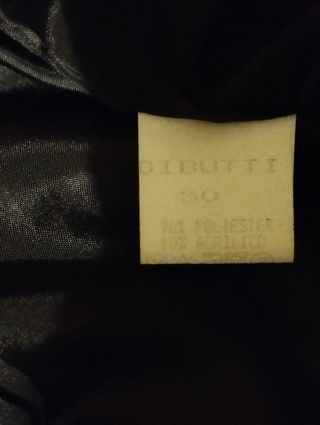 DIBUTTI
50
70% POLIESTER
10% ACRILICO